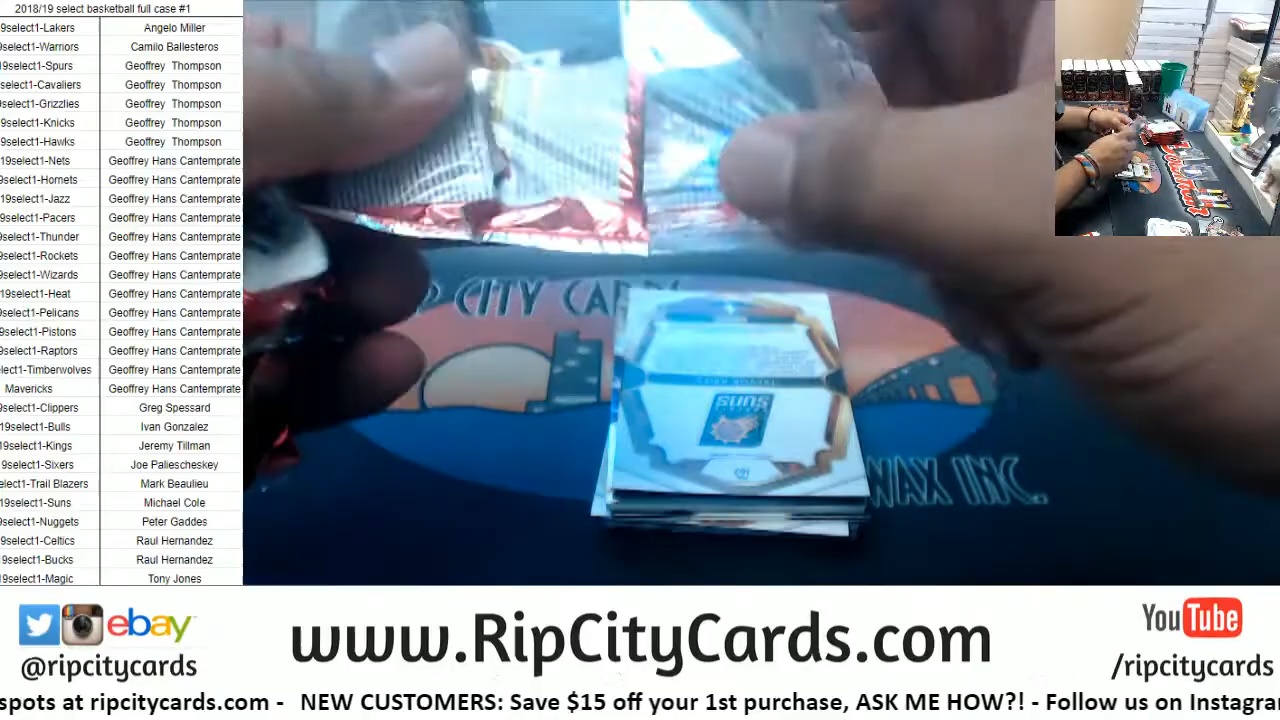 2018/19 select basketball full case #1
9select1-Lakers Angelo Miller
9select1-Warriors Camilo Ballesteros
19select1-Spurs Geoffrey Thompson
select1-Cavaliers Geoffrey Thompson
9select1-Grizzlies Geoffrey Thompson
9select1-Knicks Geoffrey Thompson
9select1-Hawks Geoffrey Thompson
19select1-Nets Geoffrey Hans Cantemprate
9select1-Hornets Geoffrey Hans Cantemprate
19select1-Jazz Geoffrey Hans Cantemprate
9select1-Pacers Geoffrey Hans Cantemprate
9select1-Thunder Geoffrey Hans Cantemprate
9select1-Rockets Geoffrey Hans Cantemprate
9select1-Wizards Geoffrey Hans Cantemprate
19select1-Heat Geoffrey Hans Cantemprate
9select1-Pelicans Geoffrey Hans Cantemprate
9select1-Pistons Geoffrey Hans Cantemprate
9select1-Raptors Geoffrey Hans Cantemprate
elect1-Timberwolves Geoffrey Hans Cantemprate
Mavericks Geoffrey Hans Cantemprate
9select1-Clippers Greg Spessard
9select1-Bulls Ivan Gonzalez
19select1-Kings Jeremy Tillman
9select1-Sixers Joe Paliescheskey
elect1-Trail Blazers Mark Beaulieu
19select1-Suns Michael Cole
9select1-Nuggets Peter Gaddes
9select1-Celtics Raul Hernandez
9select1-Bucks Raul Hernandez
19select1-Magic Tony Jones
P CITY CA
SUNS
WAX INC.
ebay
@ripcitycards
www.RipCityCards.com
YouTube
/ripcitycards
spots at ripcitycards.com - NEW CUSTOMERS: Save $15 off your 1st purchase, ASK ME HOW?! - Follow us on Instagra